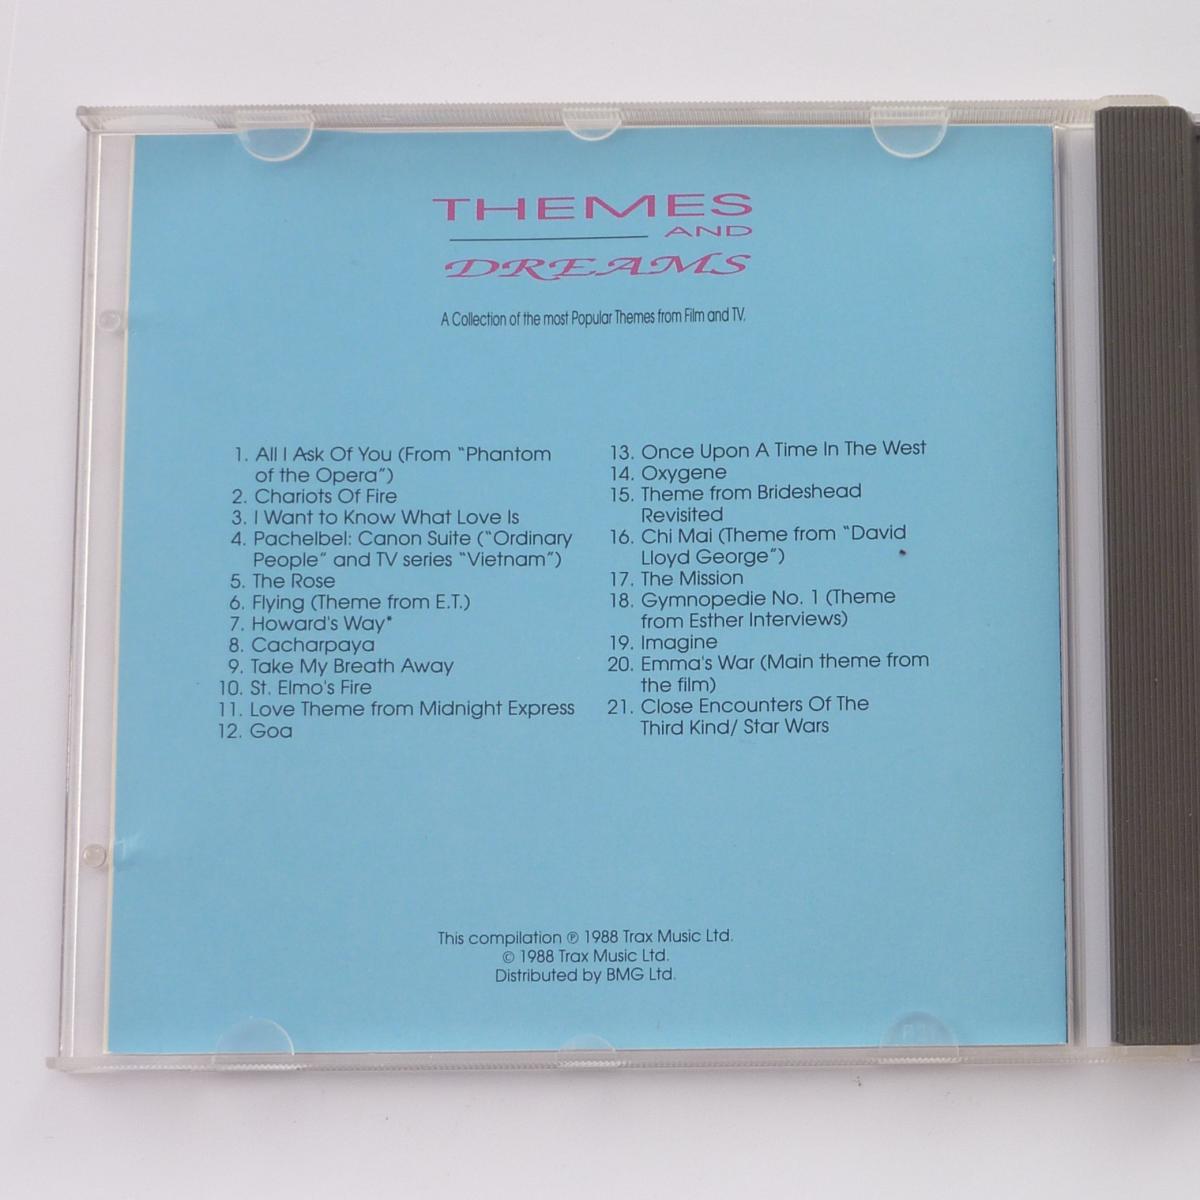 THEMES
AND
DREAMS
A Collection of the most Popular Themes from Film and TV.
1. All I Ask Of You (From “Phantom
of the Opera”)
2. Chariots Of Fire
3. I Want to Know What Love Is
4. Pachelbel: Canon Suite (“Ordinary
People” and TV series “Vietnam”)
5. The Rose
6. Flying (Theme from E.T.)
7. Howard's Way*
8. Cacharpaya
9. Take My Breath Away
10. St. Elmo's Fire
11. Love Theme from Midnight Express
12. Goa
13. Once Upon A Time In The West
14. Oxygene
15. Theme from Brideshead
Revisited
16. Chi Mai (Theme from “David
Lloyd George”)
17. The Mission
18. Gymnopedie No. 1 (Theme
from Esther Interviews)
19. Imagine
20. Emma's War (Main theme from
the film)
21. Close Encounters Of The
Third Kind/ Star Wars
This compilation ℗ 1988 Trax Music Ltd.
© 1988 Trax Music Ltd.
Distributed by BMG Ltd.